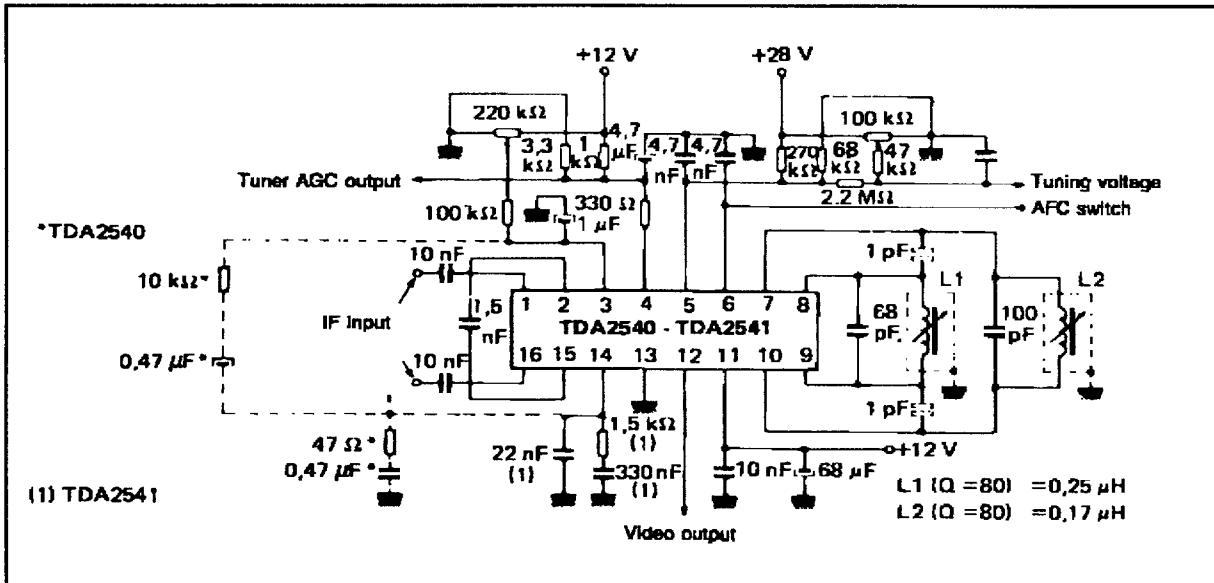 +12 V
+28 V
220 kΩ
100 kΩ
3,3 kΩ
1 kΩ
4,7 µF
4,7 nF
4,7 nF
270 kΩ
68 kΩ
47 kΩ
Tuner AGC output
Tuning voltage
2.2 MΩ
AFC switch
100 kΩ
330 Ω
1 µF
*TDA2540
10 nF
1 pF
10 kΩ*
L1
L2
1 2 3 4 5 6 7 8
IF Input
1,5 nF
TDA2540 - TDA2541
68 pF
100 pF
0,47 µF*
10 nF
16 15 14 13 12 11 10 9
1 pF
1,5 kΩ (1)
+12 V
47 Ω*
22 nF (1)
0,47 µF*
330 nF (1)
10 nF
68 µF
L1 (Q = 80) = 0,25 µH
(1) TDA2541
L2 (Q = 80) = 0,17 µH
Video output